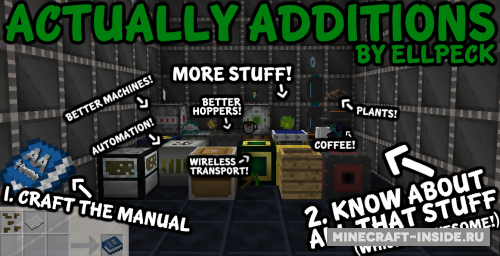 ACTUALLY ADDITIONS
BY ELLPECK
MORE STUFF!
BETTER MACHINES!
BETTER
HOPPERS!
PLANTS!
AUTOMATION!
COFFEE!
WIRELESS
TRANSPORT!
AA
1. CRAFT THE MANUAL
2. KNOW ABOUT
ALL THAT STUFF
MINECRAFT-INSIDE.RU